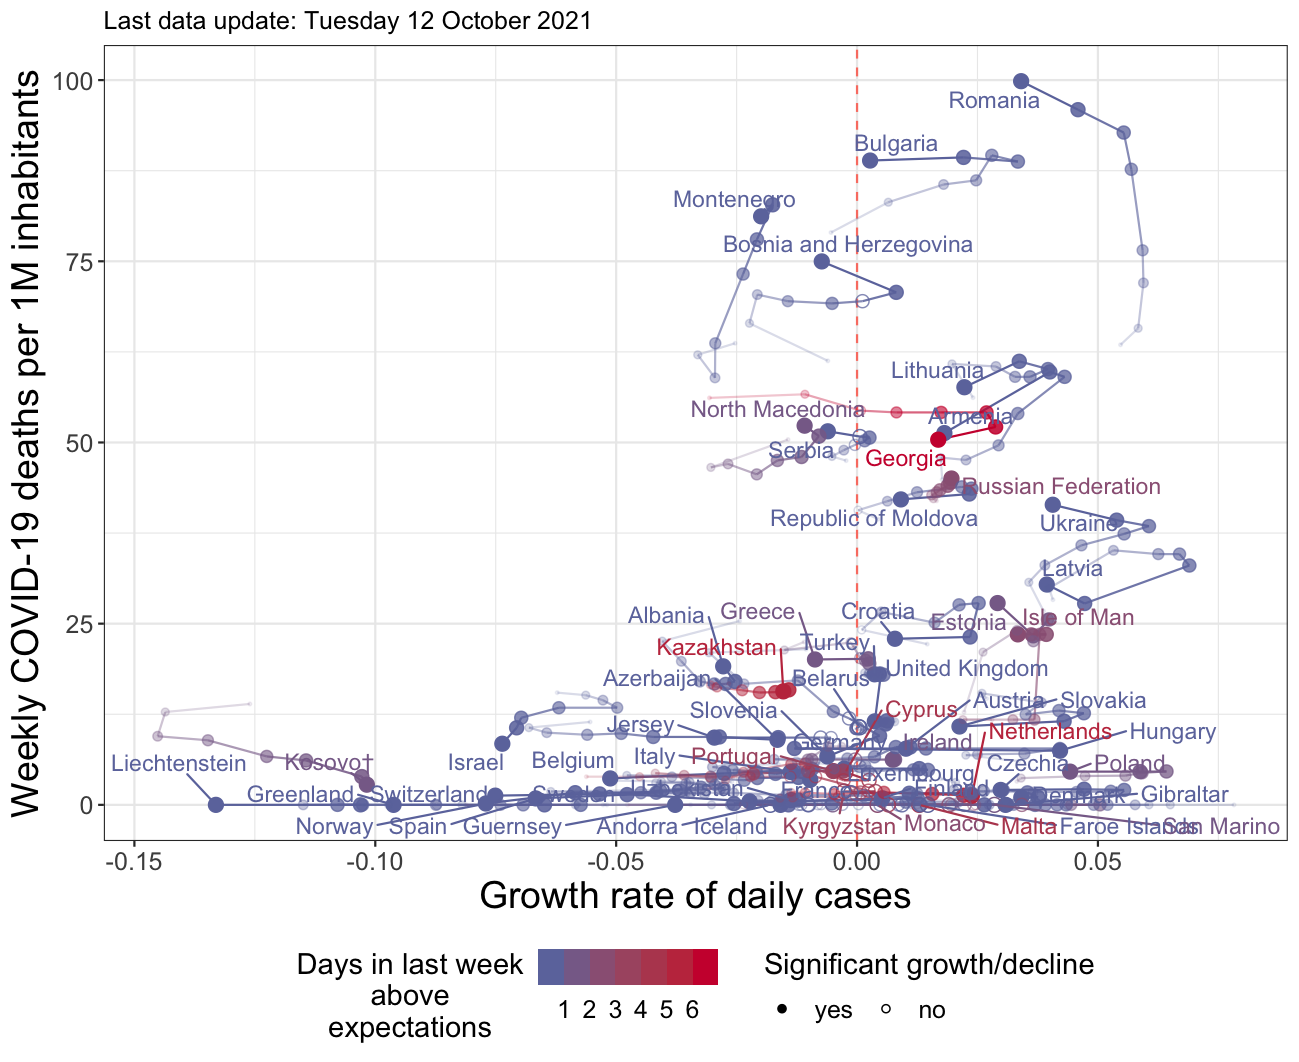 Last data update: Tuesday 12 October 2021
Weekly COVID-19 deaths per 1M inhabitants
100
75
50
25
0
Romania
Bulgaria
Montenegro
Bosnia and Herzegovina
Lithuania
North Macedonia
Armenia
Serbia
Georgia
Russian Federation
Republic of Moldova
Ukraine
Latvia
Albania
Greece
Croatia
Estonia
Isle of Man
Kazakhstan
Turkey
Azerbaijan
Belarus
United Kingdom
Slovenia
Cyprus
Austria
Slovakia
Jersey
Germany
Ireland
Netherlands
Hungary
Liechtenstein
Kosovo†
Israel
Belgium
Italy
Portugal
Luxembourg
Czechia
Poland
Greenland
Switzerland
Sweden
Uzbekistan
France
Finland
Denmark
Gibraltar
Norway
Spain
Guernsey
Andorra
Iceland
Kyrgyzstan
Monaco
Malta
Faroe Islands
San Marino
-0.15
-0.10
-0.05
0.00
0.05
Growth rate of daily cases
Days in last week
above
expectations
1 2 3 4 5 6
Significant growth/decline
yes
no